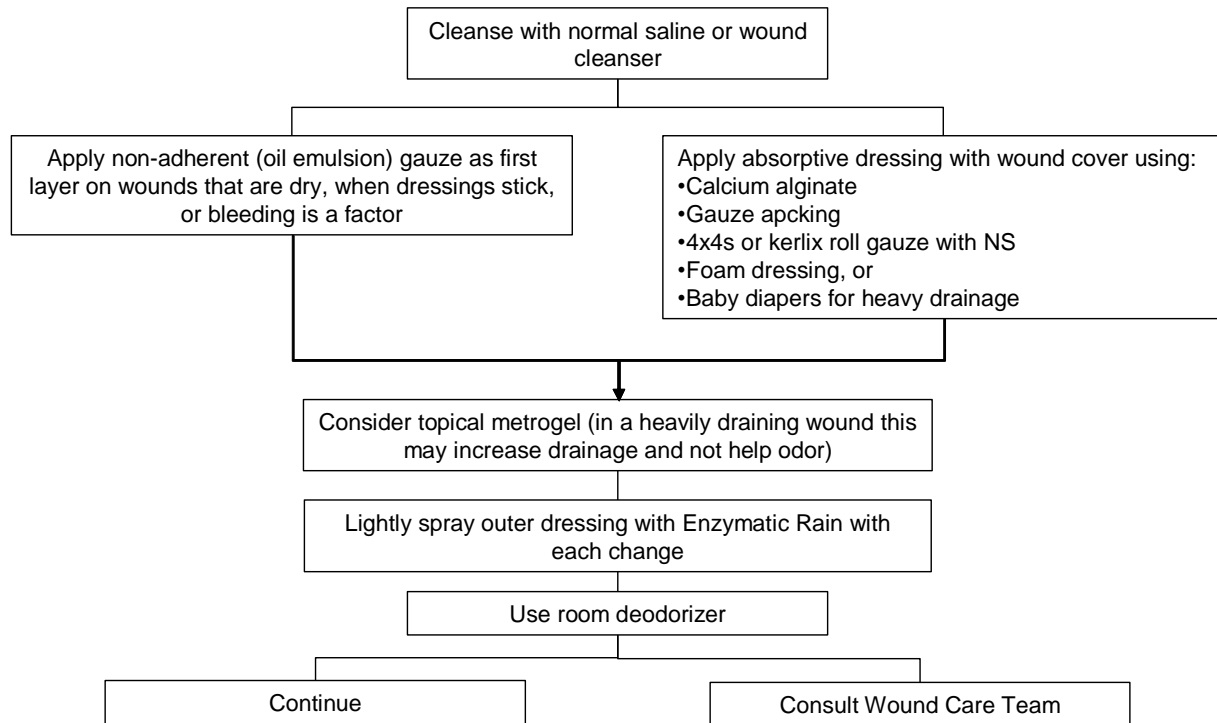 Cleanse with normal saline or wound
cleanser
Apply non-adherent (oil emulsion) gauze as first
layer on wounds that are dry, when dressings stick,
or bleeding is a factor
Apply absorptive dressing with wound cover using:
•Calcium alginate
•Gauze apcking
•4x4s or kerlix roll gauze with NS
•Foam dressing, or
•Baby diapers for heavy drainage
Consider topical metrogel (in a heavily draining wound this
may increase drainage and not help odor)
Lightly spray outer dressing with Enzymatic Rain with
each change
Use room deodorizer
Continue
Consult Wound Care Team